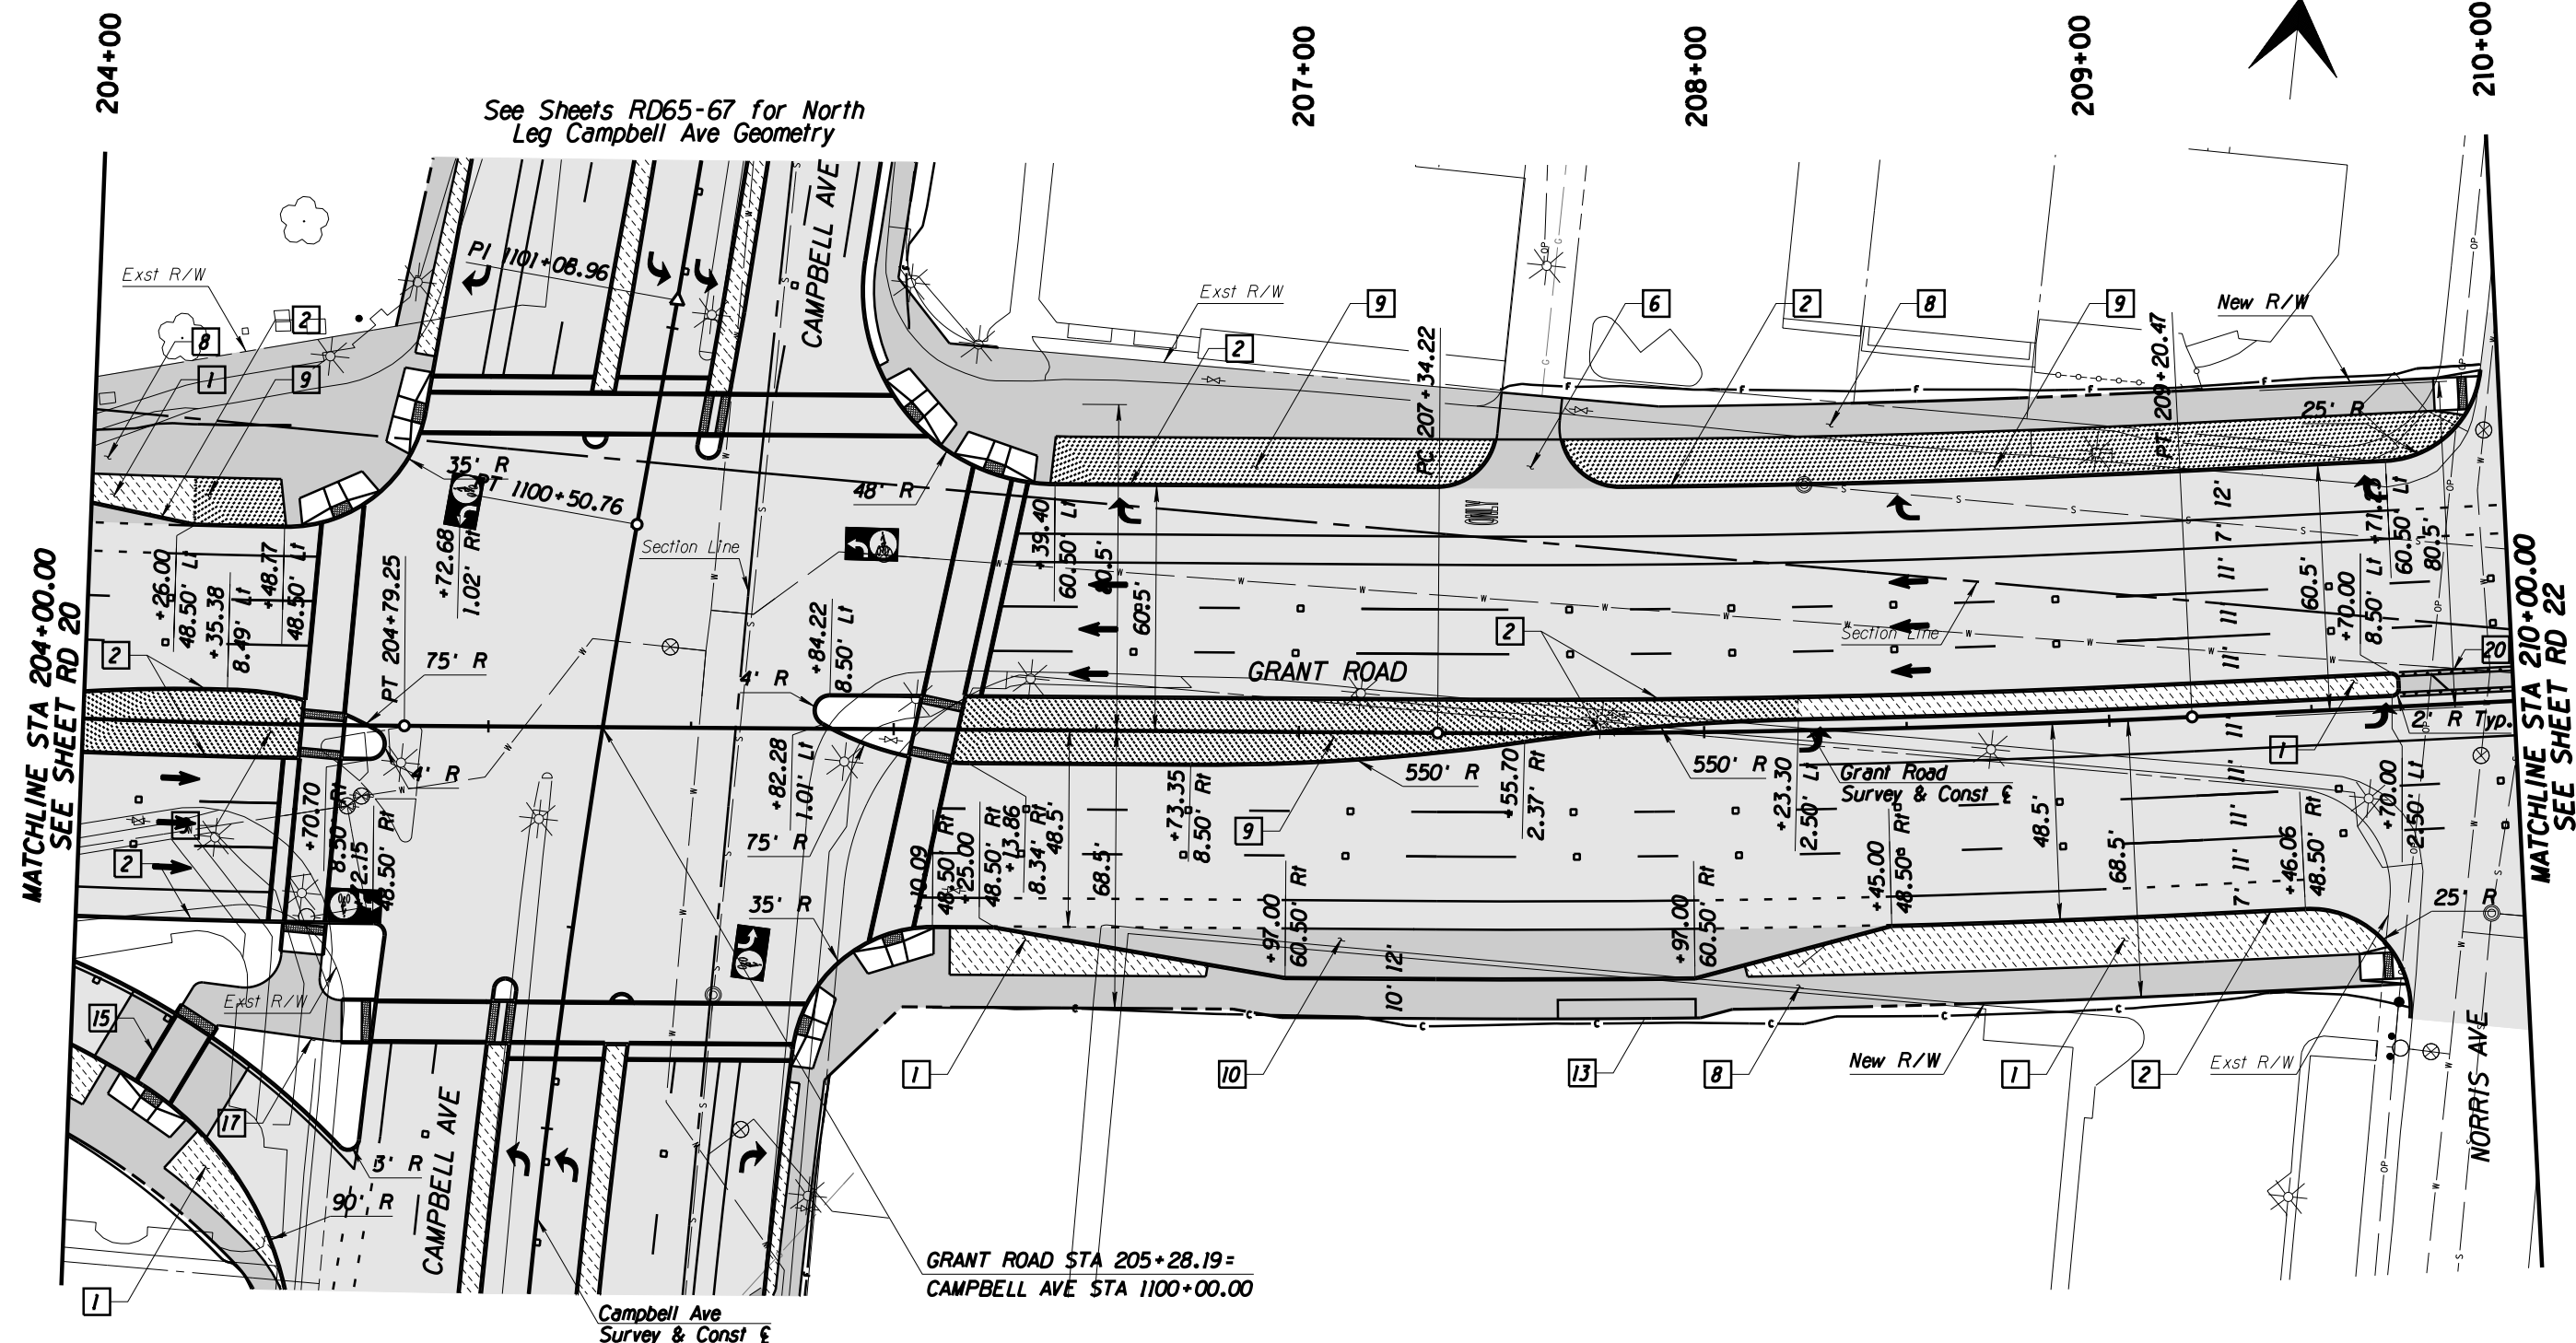 204+00
207+00
208+00
209+00
210+00
See Sheets RD65-67 for North
Leg Campbell Ave Geometry
CAMPBELL AVE
PI 1101+08.96
Exst R/W
2
8
1
9
Exst R/W
9
2
6
2
8
9
New R/W
PC 207+34.22
PT 209+20.47
25' R
35' R
PT 1100+50.76
48' R
ONLY
+26.00
48.50' Lt
+35.38
8.49' Lt
+48.77
48.50' Lt
PT 204+79.25
+72.68
1.02' Rt
Section Line
+84.22
8.50' Lt
+39.40
60.50' Lt
80.5'
60.5'
12'
7'
11'
11'
11'
11'
11'
11'
11'
7'
60.5'
+70.00
8.50' Lt
+71.23
60.50' Lt
80.5'
MATCHLINE STA 204+00.00
SEE SHEET RD 20
MATCHLINE STA 210+00.00
SEE SHEET RD 22
2
75' R
4' R
2
GRANT ROAD
Section Line
20
2' R Typ.
1
4' R
+70.70
8.50' Rt
72.15
48.50' Rt
2
+82.28
1.01' Lt
75' R
35' R
+10.09
48.50' Rt
+25.00
48.50' Rt
+13.86
8.34' Rt
48.5'
68.5'
+73.35
8.50' Rt
9
550' R
+55.70
2.37' Rt
550' R
+23.30
2.50' Lt
Grant Road
Survey & Const ℄
+97.00
60.50' Rt
+97.00
60.50' Rt
+45.00
48.50' Rt
48.5'
68.5'
+46.06
48.50' Rt
+70.00
2.50' Lt
25' R
10'
12'
15
Exst R/W
17
3' R
90' R
1
CAMPBELL AVE
1
10
13
8
New R/W
1
2
Exst R/W
NORRIS AVE
GRANT ROAD STA 205+28.19=
CAMPBELL AVE STA 1100+00.00
Campbell Ave
Survey & Const ℄